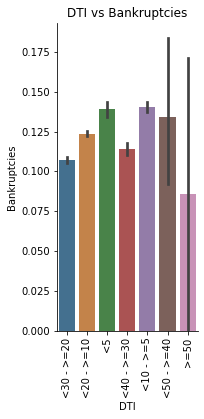 DTI vs Bankruptcies
0.175
0.150
0.125
0.100
0.075
0.050
0.025
0.000
Bankruptcies
<30 - >=20
<20 - >=10
<5
<40 - >=30
<10 - >=5
<50 - >=40
>=50
DTI